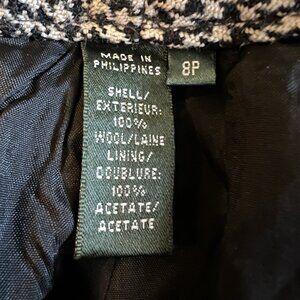 MADE IN
PHILIPPINES
8P
SHELL/
EXTERIEUR:
100%
WOOL/LAINE
LINING/
DOUBLURE:
100%
ACETATE/
ACETATE